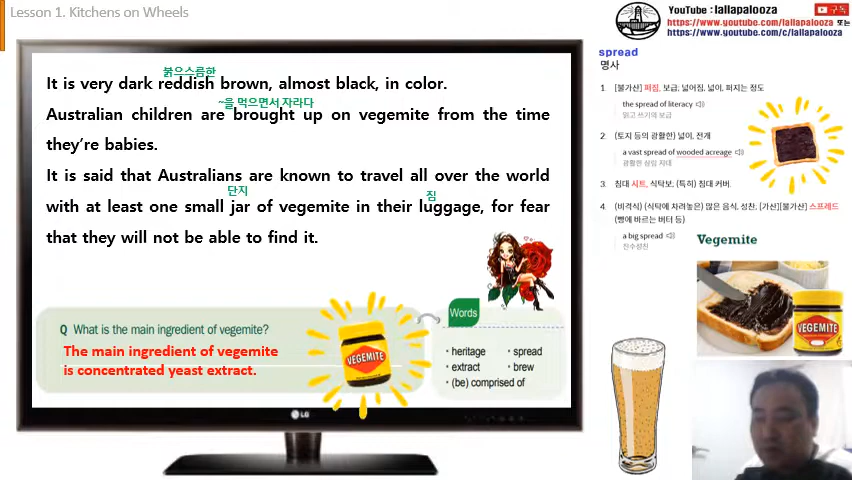 Lesson 1. Kitchens on Wheels
붉으스름한
It is very dark reddish brown, almost black, in color.
~을 먹으면서 자라다
Australian children are brought up on vegemite from the time
they're babies.
It is said that Australians are known to travel all over the world
단지
with at least one small jar of vegemite in their luggage, for fear
짐
that they will not be able to find it.
Q What is the main ingredient of vegemite?
The main ingredient of vegemite
is concentrated yeast extract.
VEGEMITE
Words
· heritage · spread
· extract · brew
· (be) comprised of
LG
YouTube : lallapalooza 구독
https://www.youtube.com/lallapalooza 또는
https://www.youtube.com/c/lallapalooza
spread
명사
1. [불가산] 퍼짐, 보급; 넓어짐, 넓이, 퍼지는 정도
the spread of literacy
읽고 쓰기의 보급
2. (토지 등의 광활한) 넓이, 전개
a vast spread of wooded acreage
광활한 삼림 지대
3. 침대 시트, 식탁보, (특히) 침대 커버.
4. (비격식) (식탁에 차려놓은) 많은 음식, 성찬; [가산][불가산] 스프레드
(빵에 바르는 버터 등)
a big spread
진수성찬
Vegemite
VEGEMITE